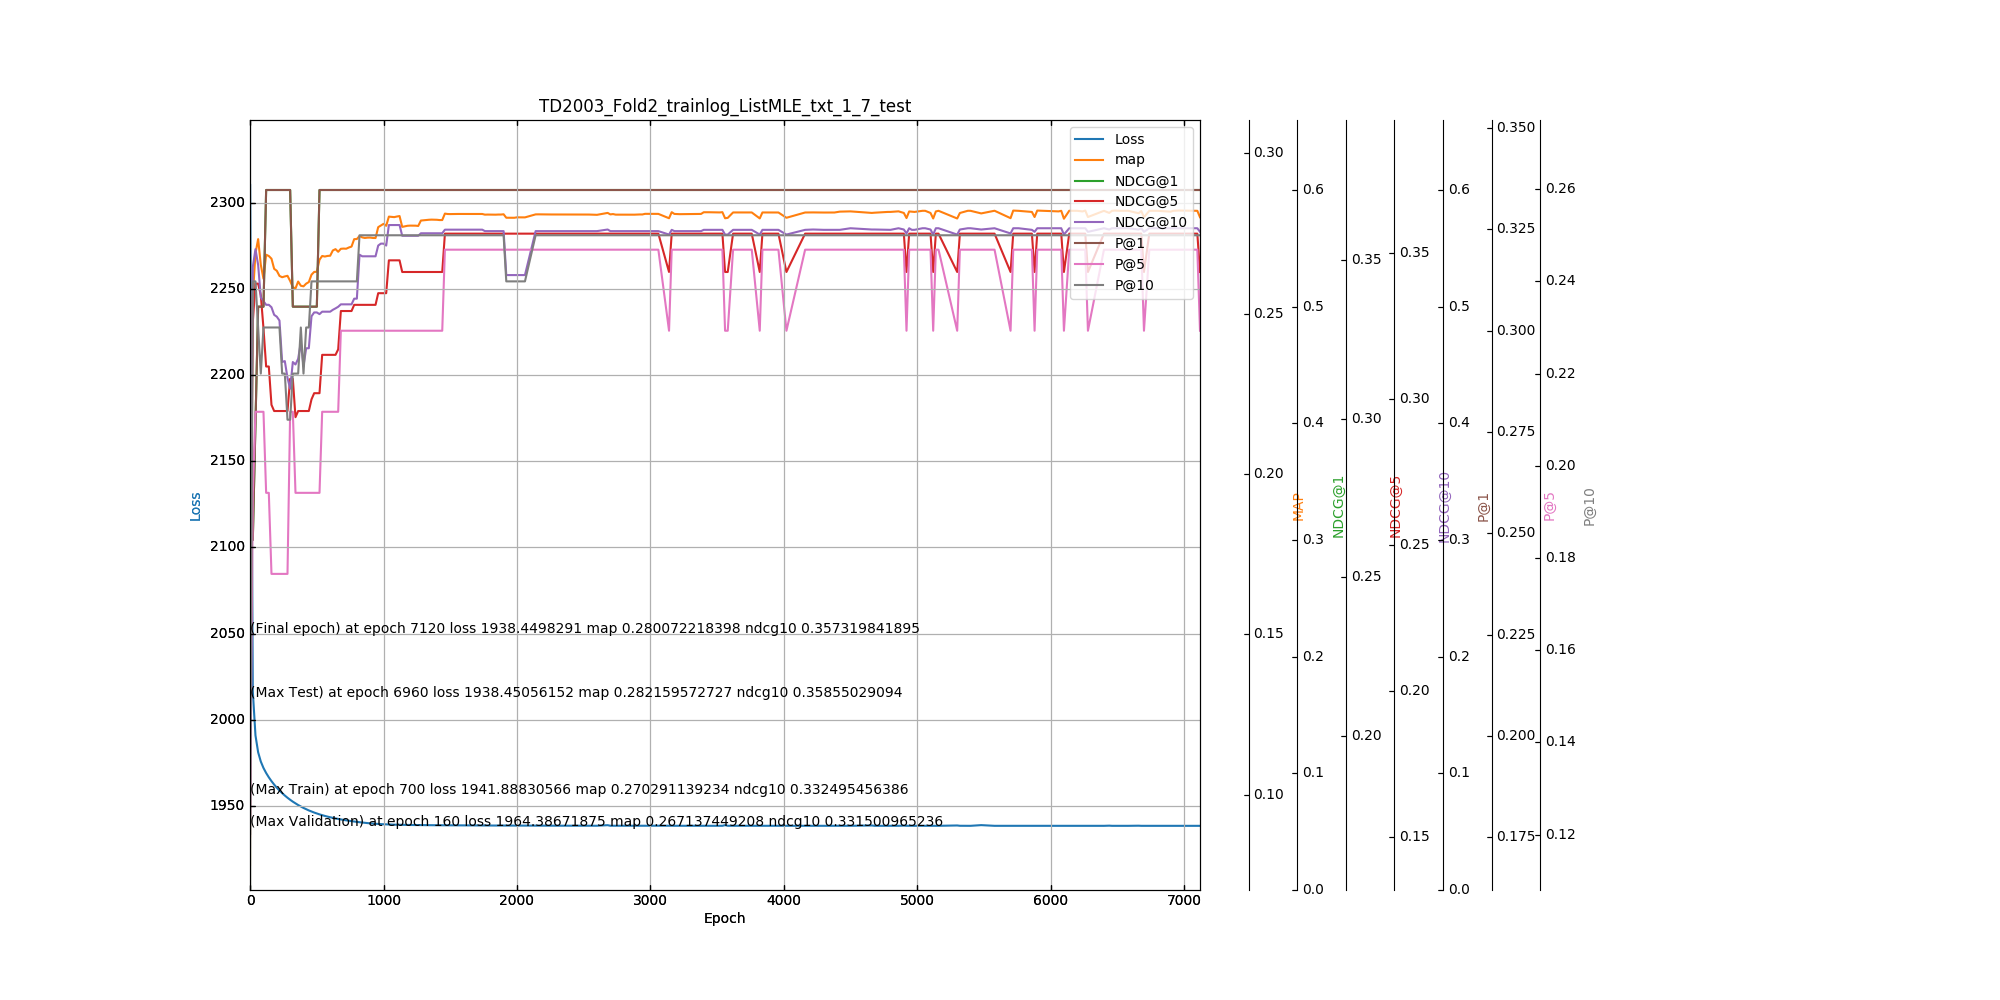 TD2003_Fold2_trainlog_ListMLE_txt_1_7_test
Loss
map
NDCG@1
NDCG@5
NDCG@10
P@1
P@5
P@10
2300
2250
2200
2150
2100
2050
2000
1950
Loss
(Final epoch) at epoch 7120 loss 1938.4498291 map 0.280072218398 ndcg10 0.357319841895
(Max Test) at epoch 6960 loss 1938.45056152 map 0.282159572727 ndcg10 0.35855029094
(Max Train) at epoch 700 loss 1941.88830566 map 0.270291139234 ndcg10 0.332495456386
(Max Validation) at epoch 160 loss 1964.38671875 map 0.267137449208 ndcg10 0.331500965236
0 1000 2000 3000 4000 5000 6000 7000
Epoch
0.30
0.25
0.20
0.15
0.10
MAP
0.6
0.5
0.4
0.3
0.2
0.1
0.0
NDCG@1
0.35
0.30
0.25
0.20
NDCG@5
0.35
0.30
0.25
0.20
0.15
NDCG@10
0.6
0.5
0.4
0.3
0.2
0.1
0.0
P@1
0.350
0.325
0.300
0.275
0.250
0.225
0.200
0.175
P@5
0.26
0.24
0.22
0.20
0.18
0.16
0.14
0.12
P@10